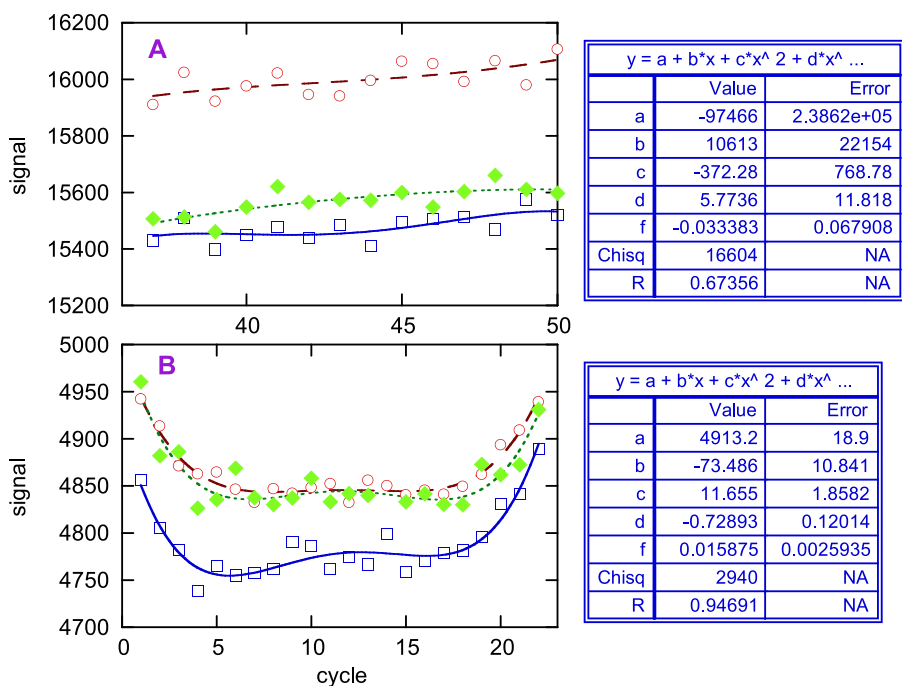 16200
16000
15800
15600
15400
15200
signal
A
40
45
50
y = a + b*x + c*x^ 2 + d*x^ ...
Value Error
a -97466 2.3862e+05
b 10613 22154
c -372.28 768.78
d 5.7736 11.818
f -0.033383 0.067908
Chisq 16604 NA
R 0.67356 NA
5000
4950
4900
4850
4800
4750
4700
signal
B
0
5
10
15
20
cycle
y = a + b*x + c*x^ 2 + d*x^ ...
Value Error
a 4913.2 18.9
b -73.486 10.841
c 11.655 1.8582
d -0.72893 0.12014
f 0.015875 0.0025935
Chisq 2940 NA
R 0.94691 NA